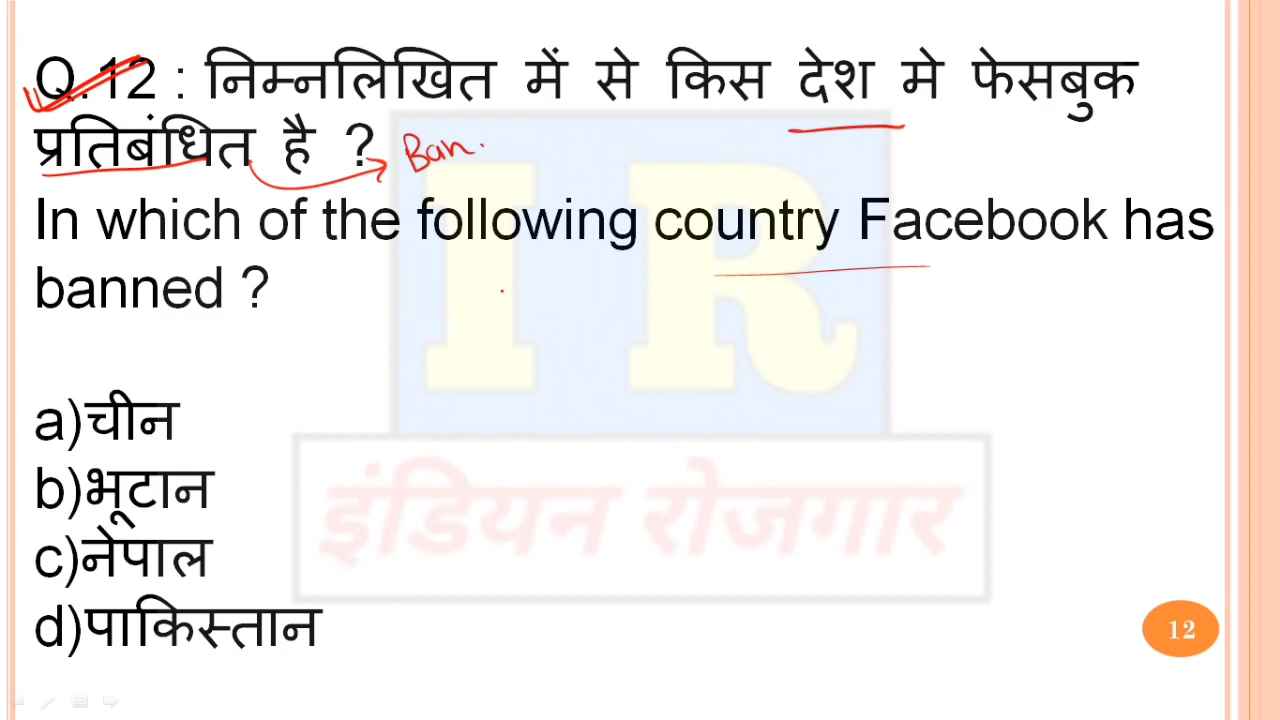 Q.12 : निम्नलिखित में से किस देश मे फेसबुक
प्रतिबंधित है ? Ban.
In which of the following country Facebook has
banned ?
a)चीन
b)भूटान
c)नेपाल
d)पाकिस्तान
I R
इंडियन रोजगार
12